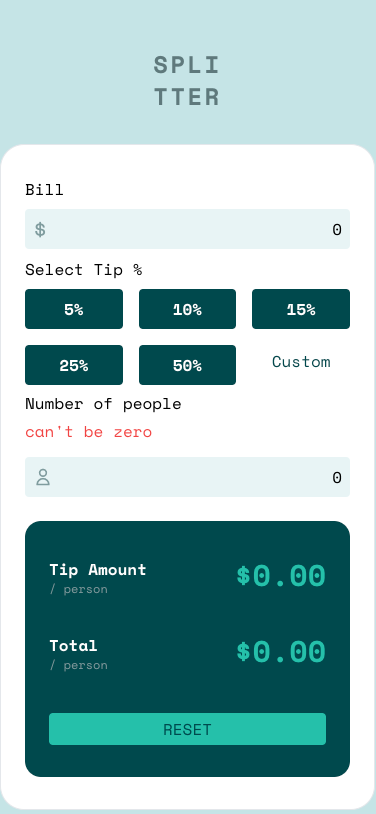 SPLI
TTER
Bill
$ 0
Select Tip %
5% 10% 15%
25% 50% Custom
Number of people
can't be zero
0
Tip Amount $0.00
/ person
Total $0.00
/ person
RESET